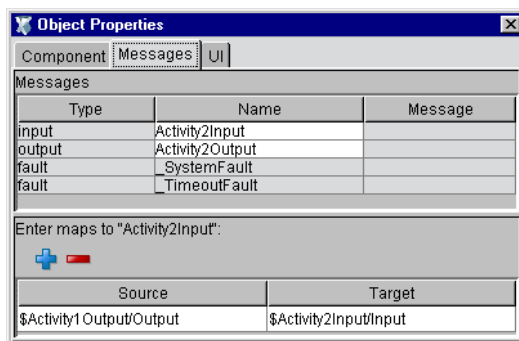 Object Properties
Component Messages UI
Messages
Type Name Message
input Activity2Input
output Activity2Output
fault _SystemFault
fault _TimeoutFault
Enter maps to "Activity2Input":
Source Target
$Activity1Output/Output $Activity2Input/Input